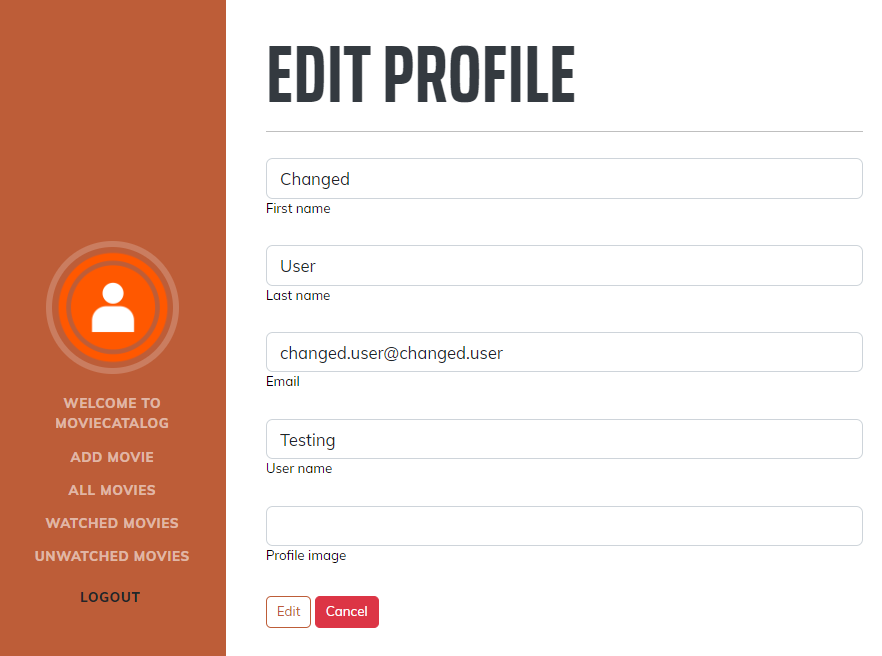 WELCOME TO
MOVIECATALOG
ADD MOVIE
ALL MOVIES
WATCHED MOVIES
UNWATCHED MOVIES
LOGOUT
EDIT PROFILE
Changed
First name
User
Last name
changed.user@changed.user
Email
Testing
User name
Profile image
Edit Cancel